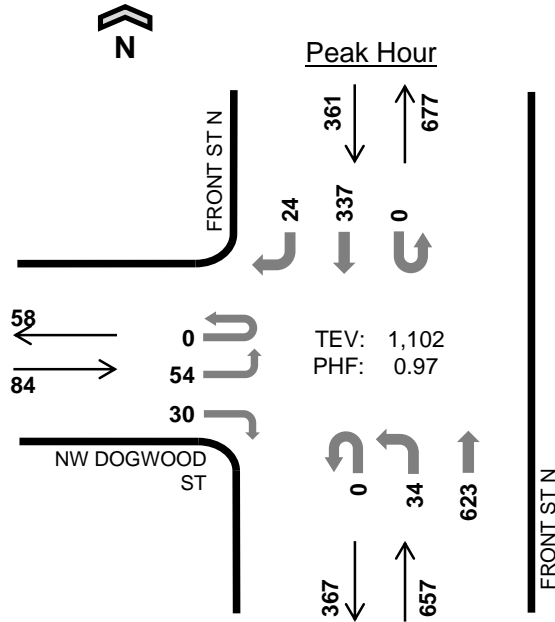 N
Peak Hour
361
677
FRONT ST N
24
337
0
58
0
TEV: 1,102
84
54
PHF: 0.97
30
NW DOGWOOD
ST
0
34
623
FRONT ST N
367
657